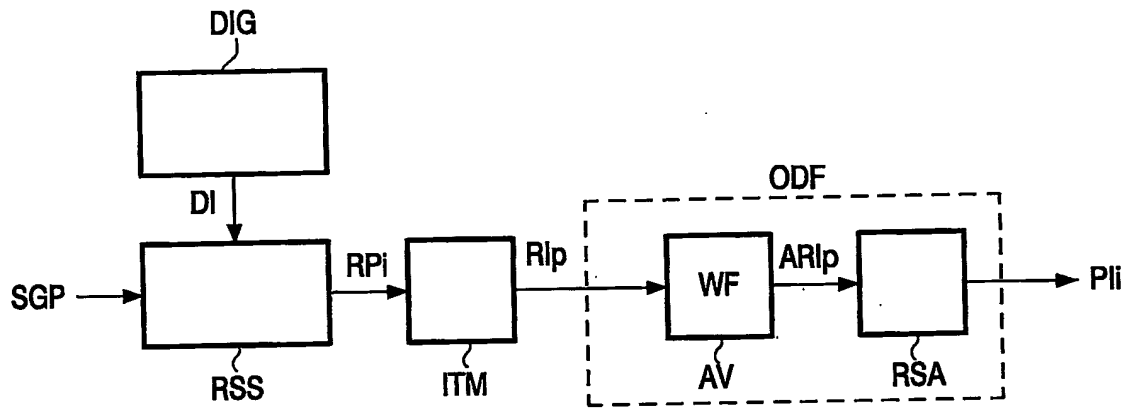 DIG
DI
ODF
SGP
RPi
RIp
WF
ARIp
PIi
RSS
ITM
AV
RSA